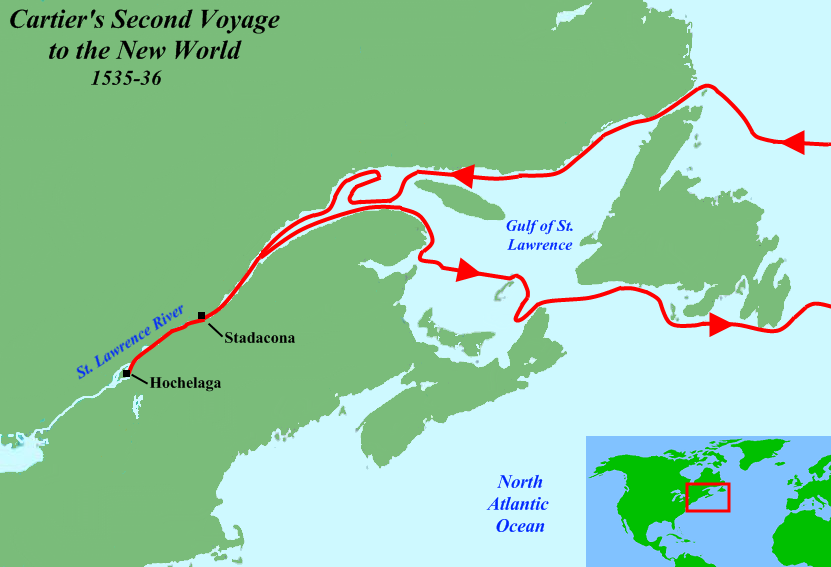 Cartier's Second Voyage
to the New World
1535-36
Gulf of St.
Lawrence
St. Lawrence River
Stadacona
Hochelaga
North
Atlantic
Ocean